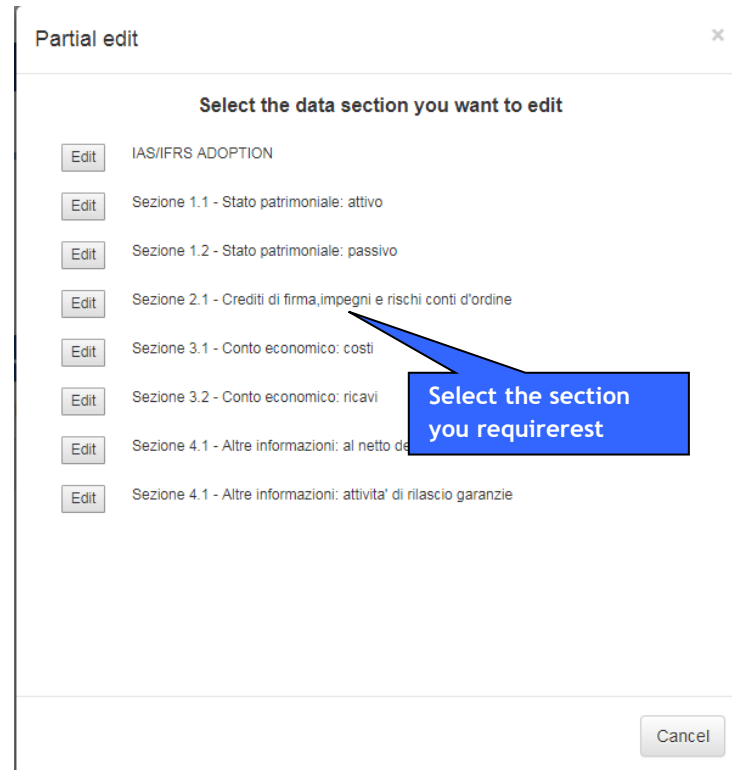 Partial edit ×
Select the data section you want to edit
Edit IAS/IFRS ADOPTION
Edit Sezione 1.1 - Stato patrimoniale: attivo
Edit Sezione 1.2 - Stato patrimoniale: passivo
Edit Sezione 2.1 - Crediti di firma,impegni e rischi conti d'ordine
Edit Sezione 3.1 - Conto economico: costi
Edit Sezione 3.2 - Conto economico: ricavi
Select the section
you requirerest
Edit Sezione 4.1 - Altre informazioni: al netto
Edit Sezione 4.1 - Altre informazioni: attivita' di rilascio garanzie
Cancel